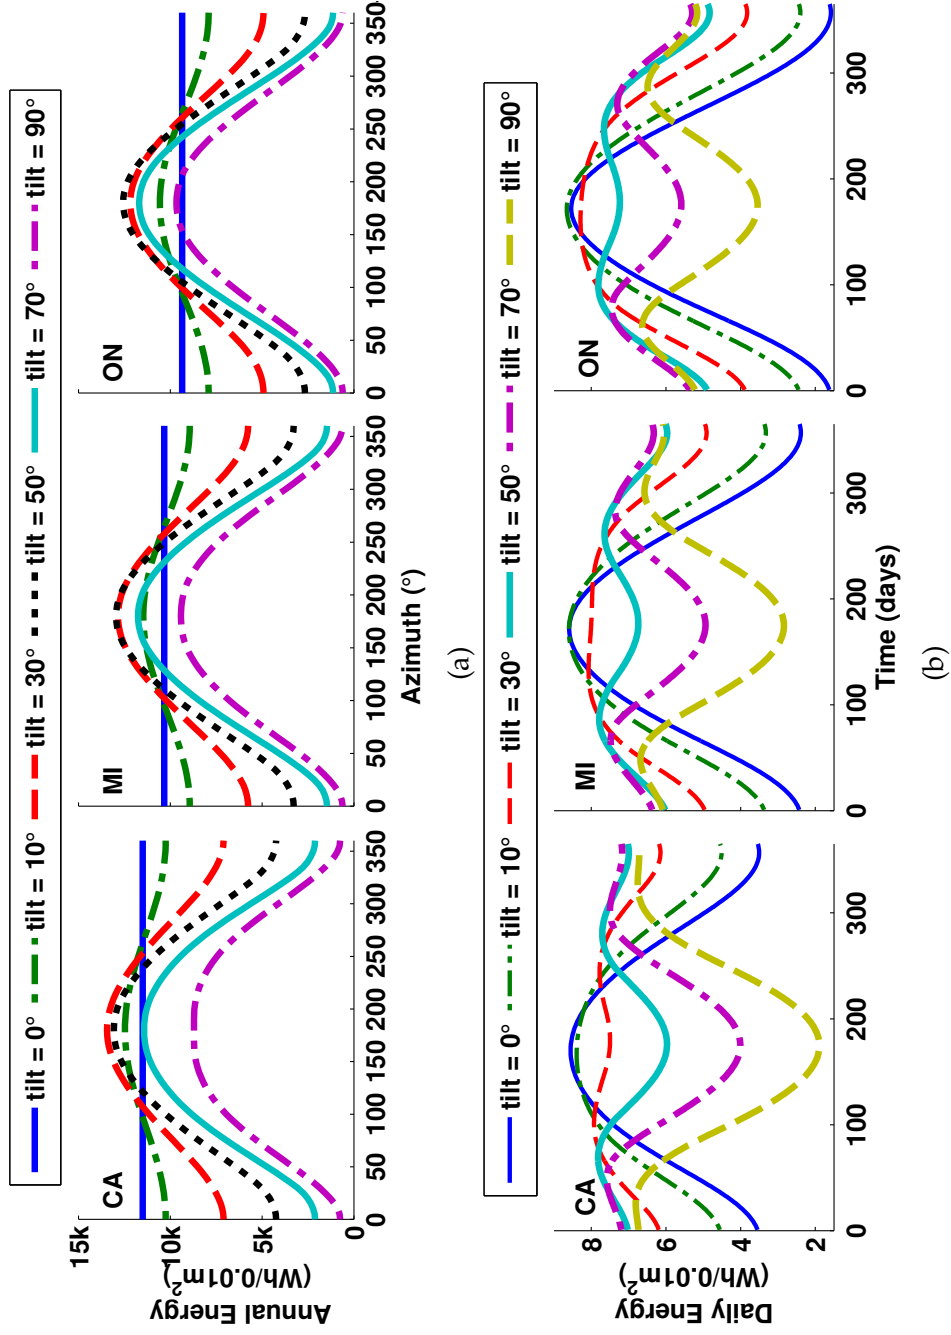 tilt = 0° tilt = 10° tilt = 30° tilt = 50° tilt = 70° tilt = 90°
CA
MI
ON
Annual Energy
(Wh/0.01m²)
15k
10k
5k
0
0 50 100 150 200 250 300 350
0 50 100 150 200 250 300 350
0 50 100 150 200 250 300 350
Azimuth (°)
(a)
tilt = 0° tilt = 10° tilt = 30° tilt = 50° tilt = 70° tilt = 90°
CA
MI
ON
Daily Energy
(Wh/0.01m²)
8
6
4
2
0 100 200 300
0 100 200 300
0 100 200 300
Time (days)
(b)